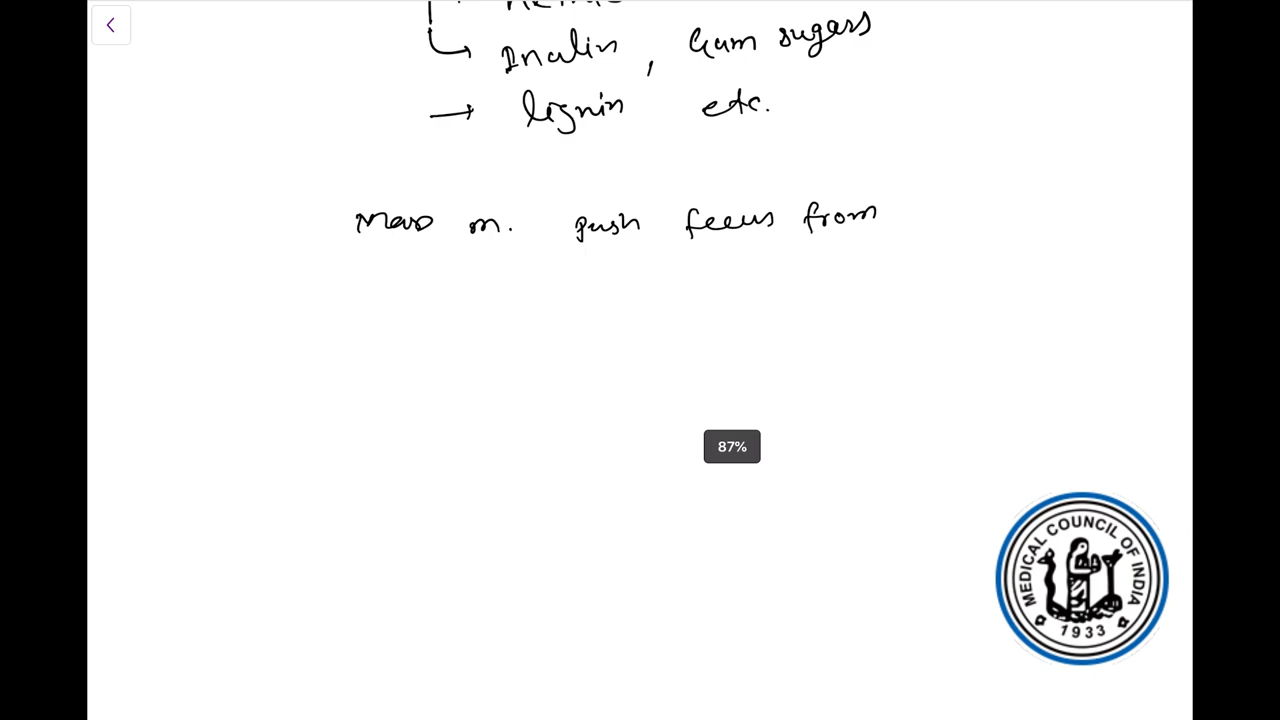 Inulin , Gum sugars
→ lignin etc.
Mass m. push feces from
87%
MEDICAL COUNCIL OF INDIA
1933